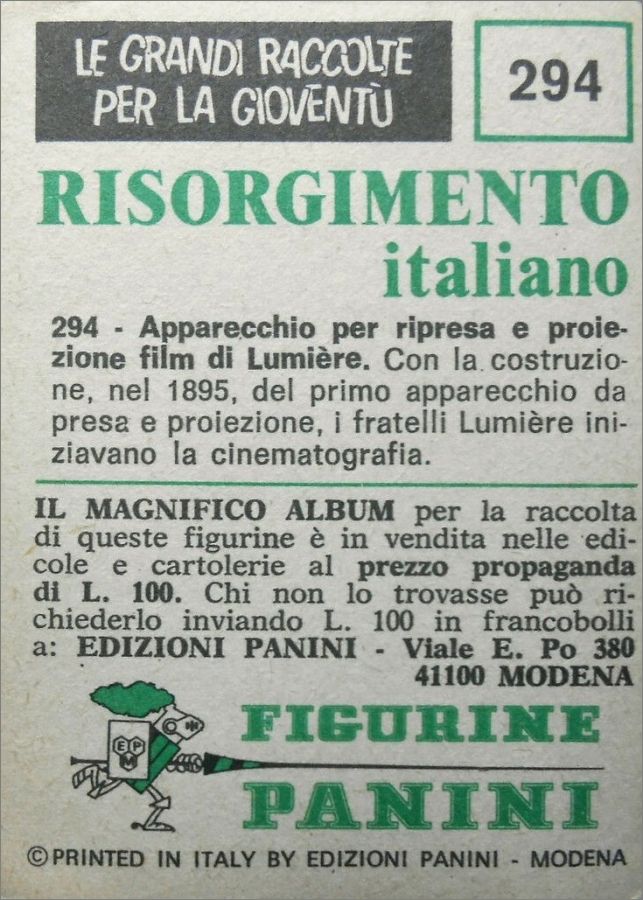 LE GRANDI RACCOLTE
PER LA GIOVENTÙ
294
RISORGIMENTO
italiano
294 - Apparecchio per ripresa e proie-
zione film di Lumière. Con la costruzio-
ne, nel 1895, del primo apparecchio da
presa e proiezione, i fratelli Lumière ini-
ziavano la cinematografia.
IL MAGNIFICO ALBUM per la raccolta
di queste figurine è in vendita nelle edi-
cole e cartolerie al prezzo propaganda
di L. 100. Chi non lo trovasse può ri-
chiederlo inviando L. 100 in francobolli
a: EDIZIONI PANINI - Viale E. Po 380
41100 MODENA
EPM
FIGURINE
PANINI
©PRINTED IN ITALY BY EDIZIONI PANINI - MODENA